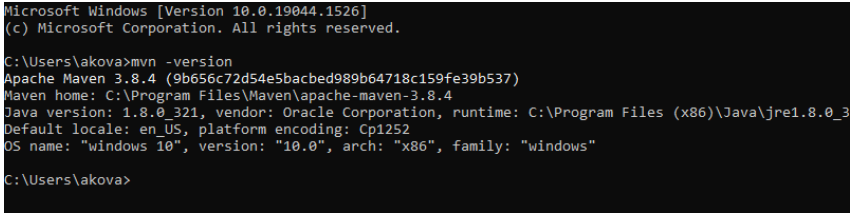 Microsoft Windows [Version 10.0.19044.1526]
(c) Microsoft Corporation. All rights reserved.
C:\Users\akova>mvn -version
Apache Maven 3.8.4 (9b656c72d54e5bacbed989b64718c159fe39b537)
Maven home: C:\Program Files\Maven\apache-maven-3.8.4
Java version: 1.8.0_321, vendor: Oracle Corporation, runtime: C:\Program Files (x86)\Java\jre1.8.0_3
Default locale: en_US, platform encoding: Cp1252
OS name: "windows 10", version: "10.0", arch: "x86", family: "windows"
C:\Users\akova>